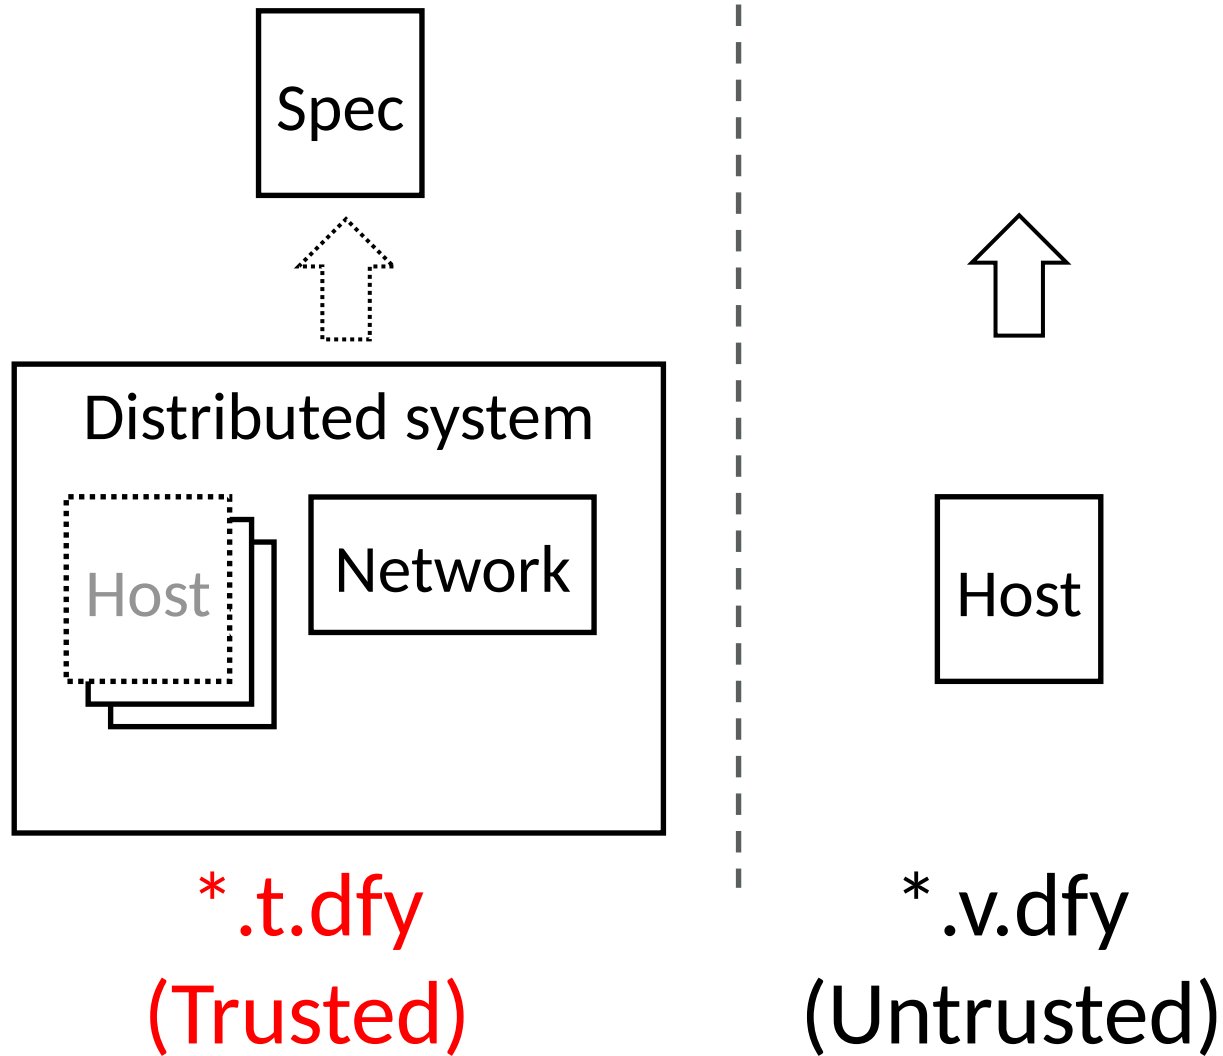 Spec
Distributed system
Host
Network
Host
*.t.dfy
(Trusted)
*.v.dfy
(Untrusted)